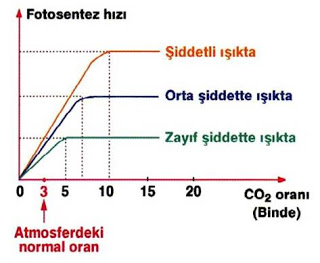 Fotosentez hızı
Şiddetli ışıkta
Orta şiddette ışıkta
Zayıf şiddette ışıkta
0 3 5 10 15 20 CO₂ oranı
(Binde)
Atmosferdeki
normal oran